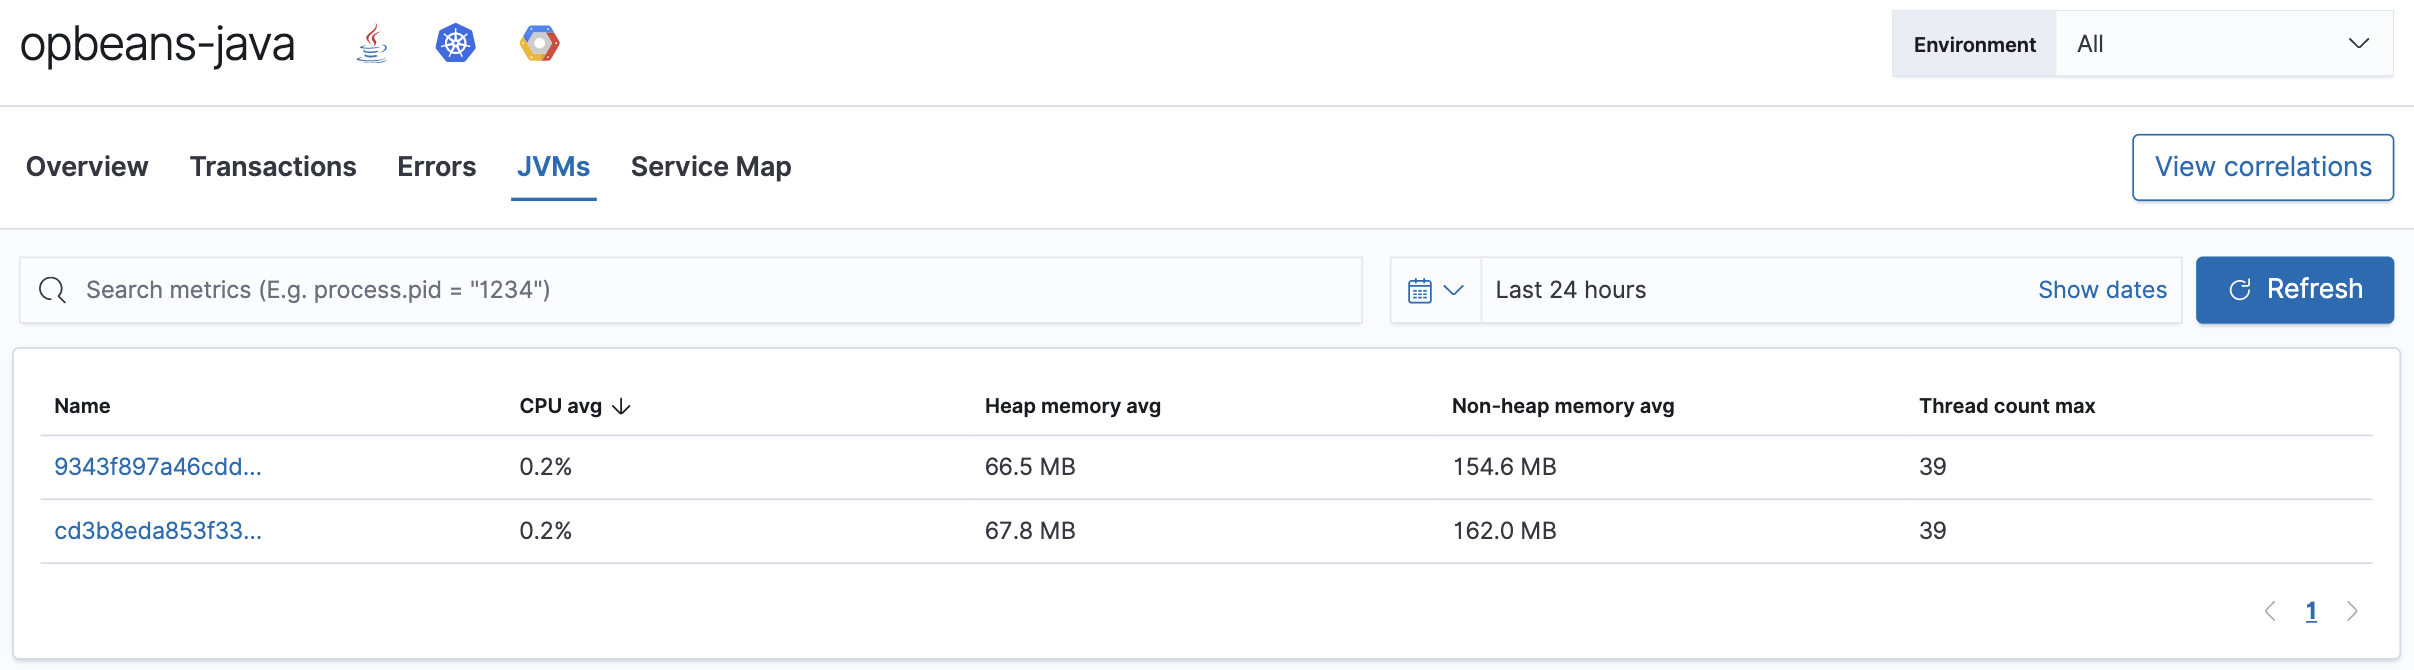 opbeans-java
Environment All
Overview Transactions Errors JVMs Service Map View correlations
Search metrics (E.g. process.pid = "1234") Last 24 hours Show dates Refresh
Name CPU avg Heap memory avg Non-heap memory avg Thread count max
9343f897a46cdd... 0.2% 66.5 MB 154.6 MB 39
cd3b8eda853f33... 0.2% 67.8 MB 162.0 MB 39
1